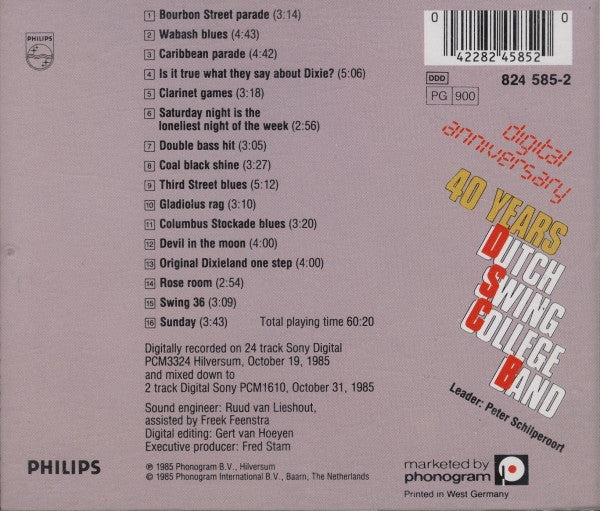 PHILIPS
1 Bourbon Street parade (3:14)
2 Wabash blues (2:43)
3 Caribbean parade (4:42)
4 Is it true what they say about Dixie? (5:06)
5 Clarinet games (3:18)
6 Saturday night is the
loneliest night of the week (2:56)
7 Double bass hit (3:05)
8 Coal black shine (3:27)
9 Third Street blues (5:12)
10 Gladiolus rag (3:10)
11 Columbus Stockade blues (3:20)
12 Devil in the moon (4:00)
13 Original Dixieland one step (4:00)
14 Rose room (2:54)
15 Swing 36 (3:09)
16 Sunday (3:43) Total playing time 60:20
Digitally recorded on 24 track Sony Digital
PCM3324 Hilversum, October 19, 1985
and mixed down to
2 track Digital Sony PCM1610, October 31, 1985
Sound engineer: Ruud van Lieshout,
assisted by Freek Feenstra
Digital editing: Gert van Hoeyen
Executive producer: Fred Stam
℗ 1985 Phonogram B.V., Hilversum
© 1985 Phonogram International B.V., Baarn, The Netherlands
PHILIPS
0 0
42282 45852
DDD 824 585-2
PG 900
digital
anniversary
40 YEARS
DUTCH
SWING
COLLEGE
BAND
Leader: Peter Schilperoort
marketed by
phonogram
Printed in West Germany